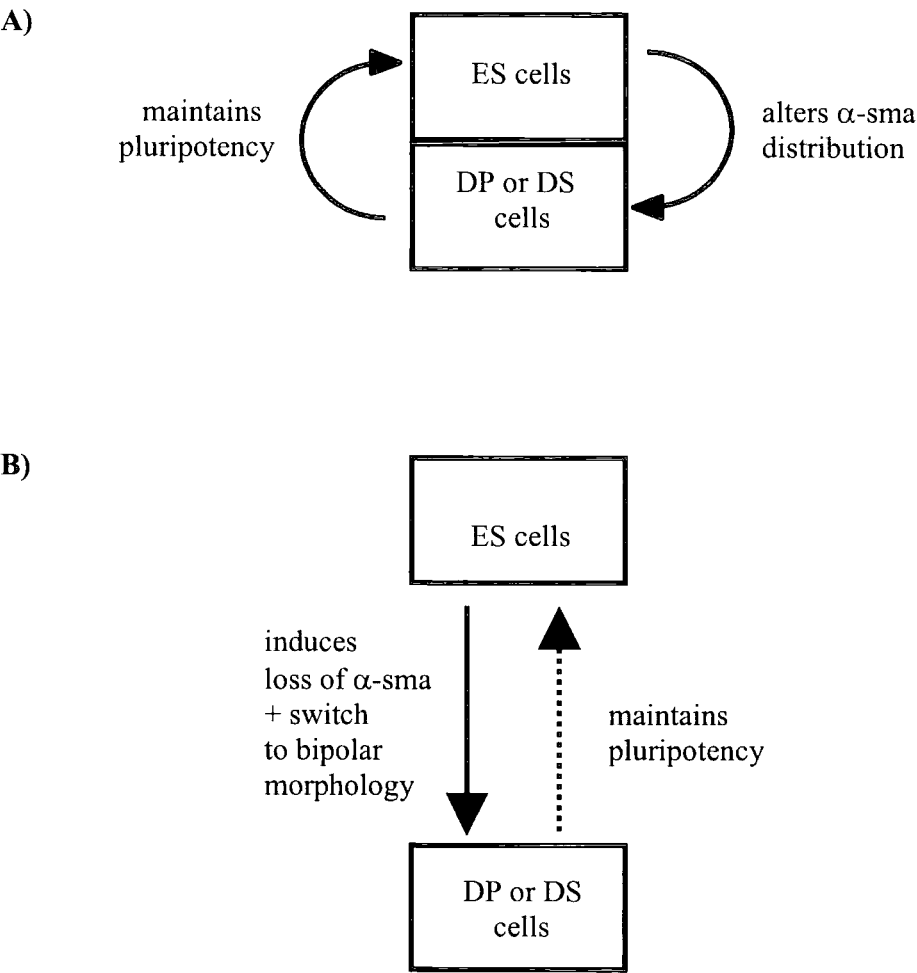 A)
ES cells
maintains
pluripotency
alters α-sma
distribution
DP or DS
cells
B)
ES cells
induces
loss of α-sma
+ switch
to bipolar
morphology
maintains
pluripotency
DP or DS
cells